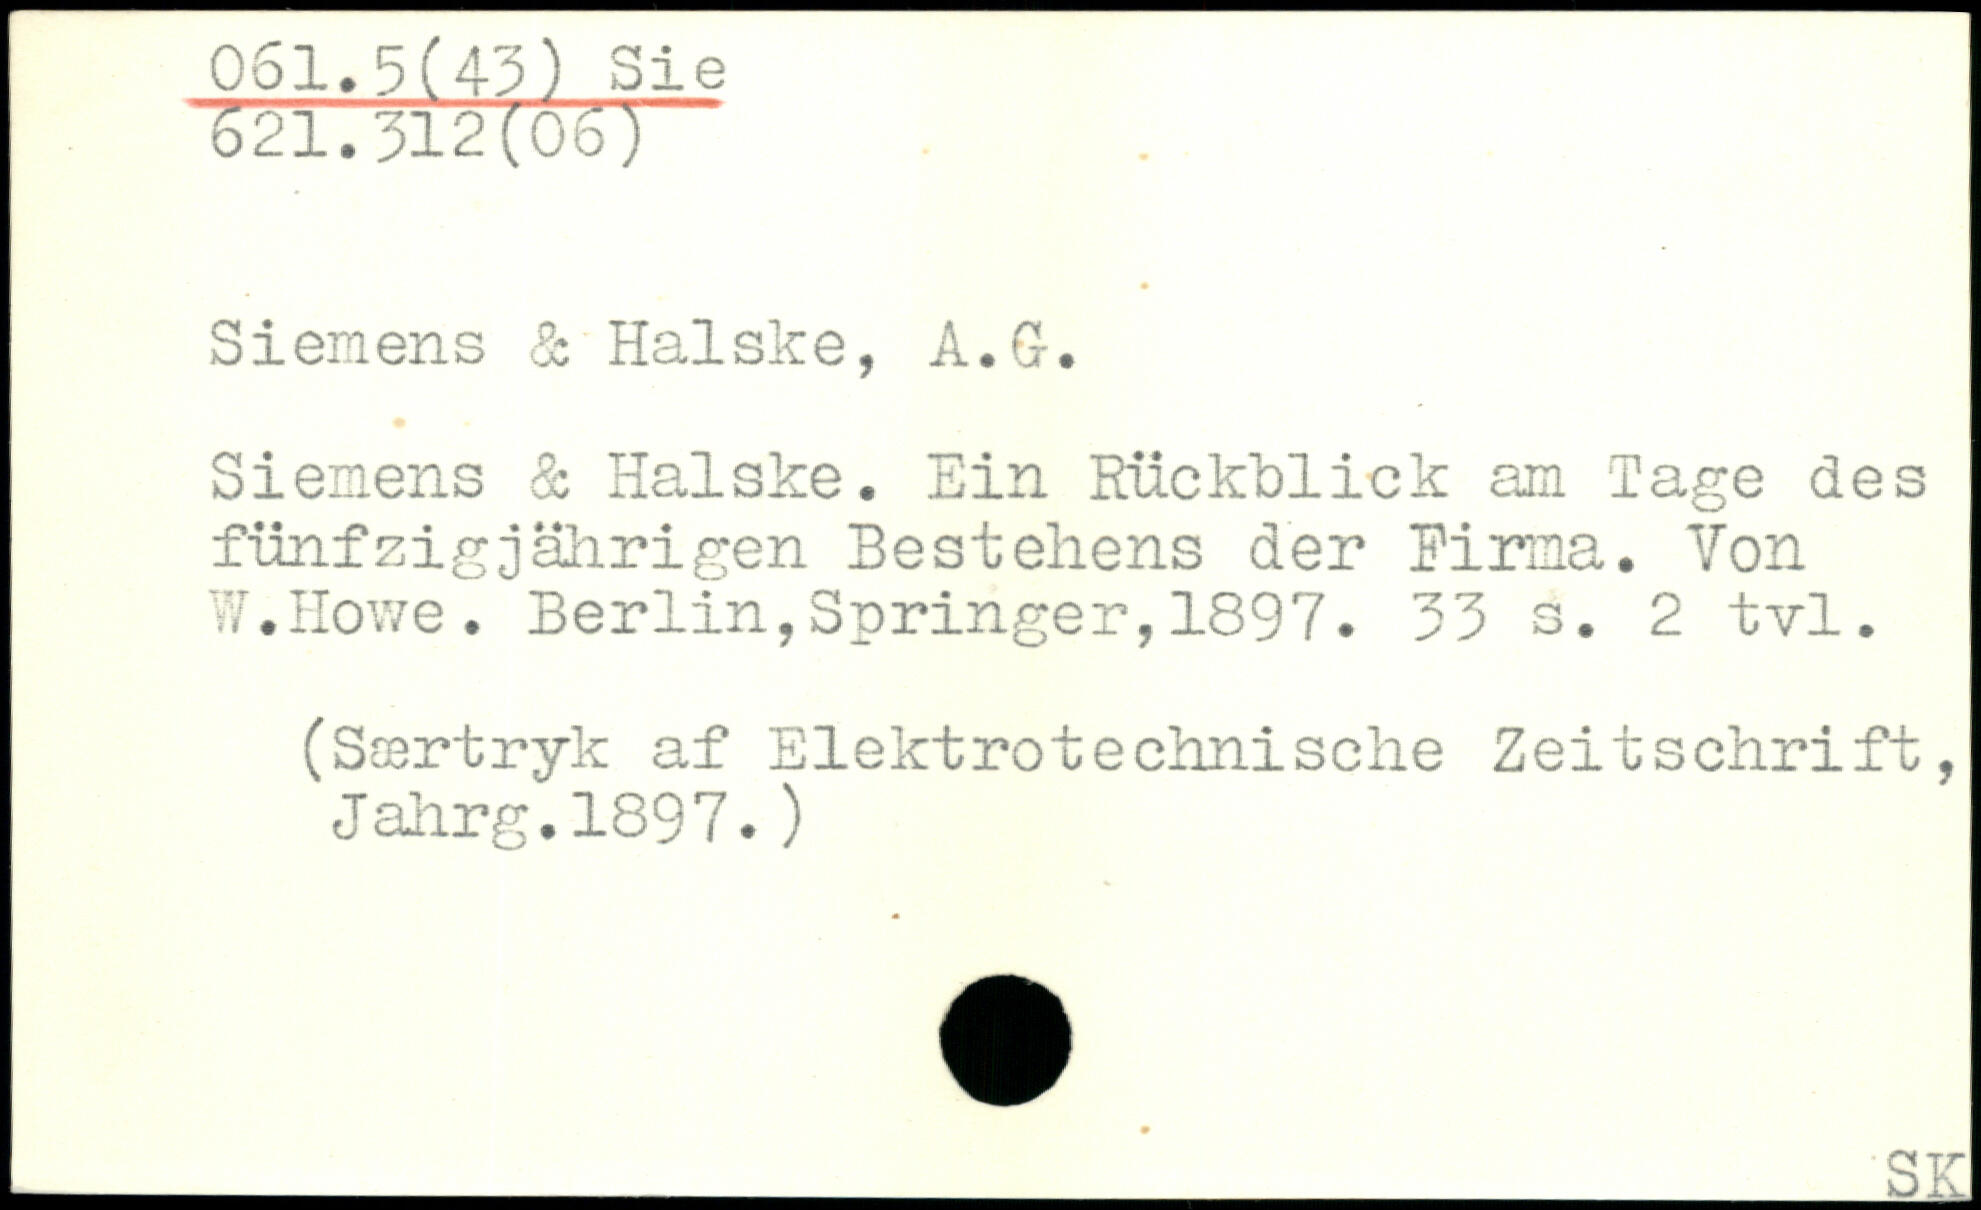 061.5(43) Sie
621.312(06)
Siemens & Halske, A.G.
Siemens & Halske. Ein Rückblick am Tage des
fünfzigjährigen Bestehens der Firma. Von
W.Howe. Berlin,Springer,1897. 33 s. 2 tvl.
(Særtryk af Elektrotechnische Zeitschrift,
Jahrg.1897.)
SK